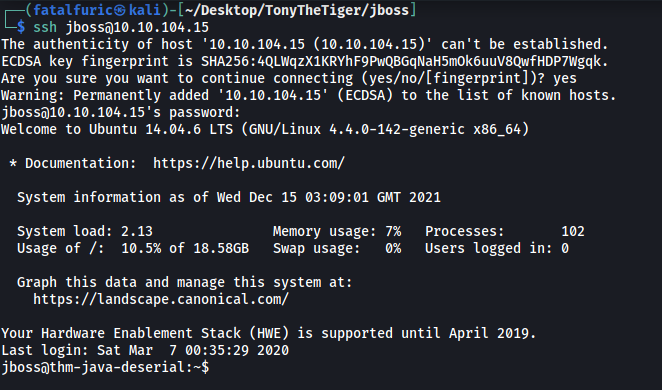 ┌──(fatalfuric㉿kali)-[~/Desktop/TonyTheTiger/jboss]
└─$ ssh jboss@10.10.104.15
The authenticity of host '10.10.104.15 (10.10.104.15)' can't be established.
ECDSA key fingerprint is SHA256:4QLWqzX1KRYhF9PwQBGqNaH5mOk6uuV8QwfHDP7Wgqk.
Are you sure you want to continue connecting (yes/no/[fingerprint])? yes
Warning: Permanently added '10.10.104.15' (ECDSA) to the list of known hosts.
jboss@10.10.104.15's password:
Welcome to Ubuntu 14.04.6 LTS (GNU/Linux 4.4.0-142-generic x86_64)
* Documentation:  https://help.ubuntu.com/
System information as of Wed Dec 15 03:09:01 GMT 2021
System load: 2.13 Memory usage: 7% Processes: 102
Usage of /: 10.5% of 18.58GB Swap usage: 0% Users logged in: 0
Graph this data and manage this system at:
https://landscape.canonical.com/
Your Hardware Enablement Stack (HWE) is supported until April 2019.
Last login: Sat Mar  7 00:35:29 2020
jboss@thm-java-deserial:~$